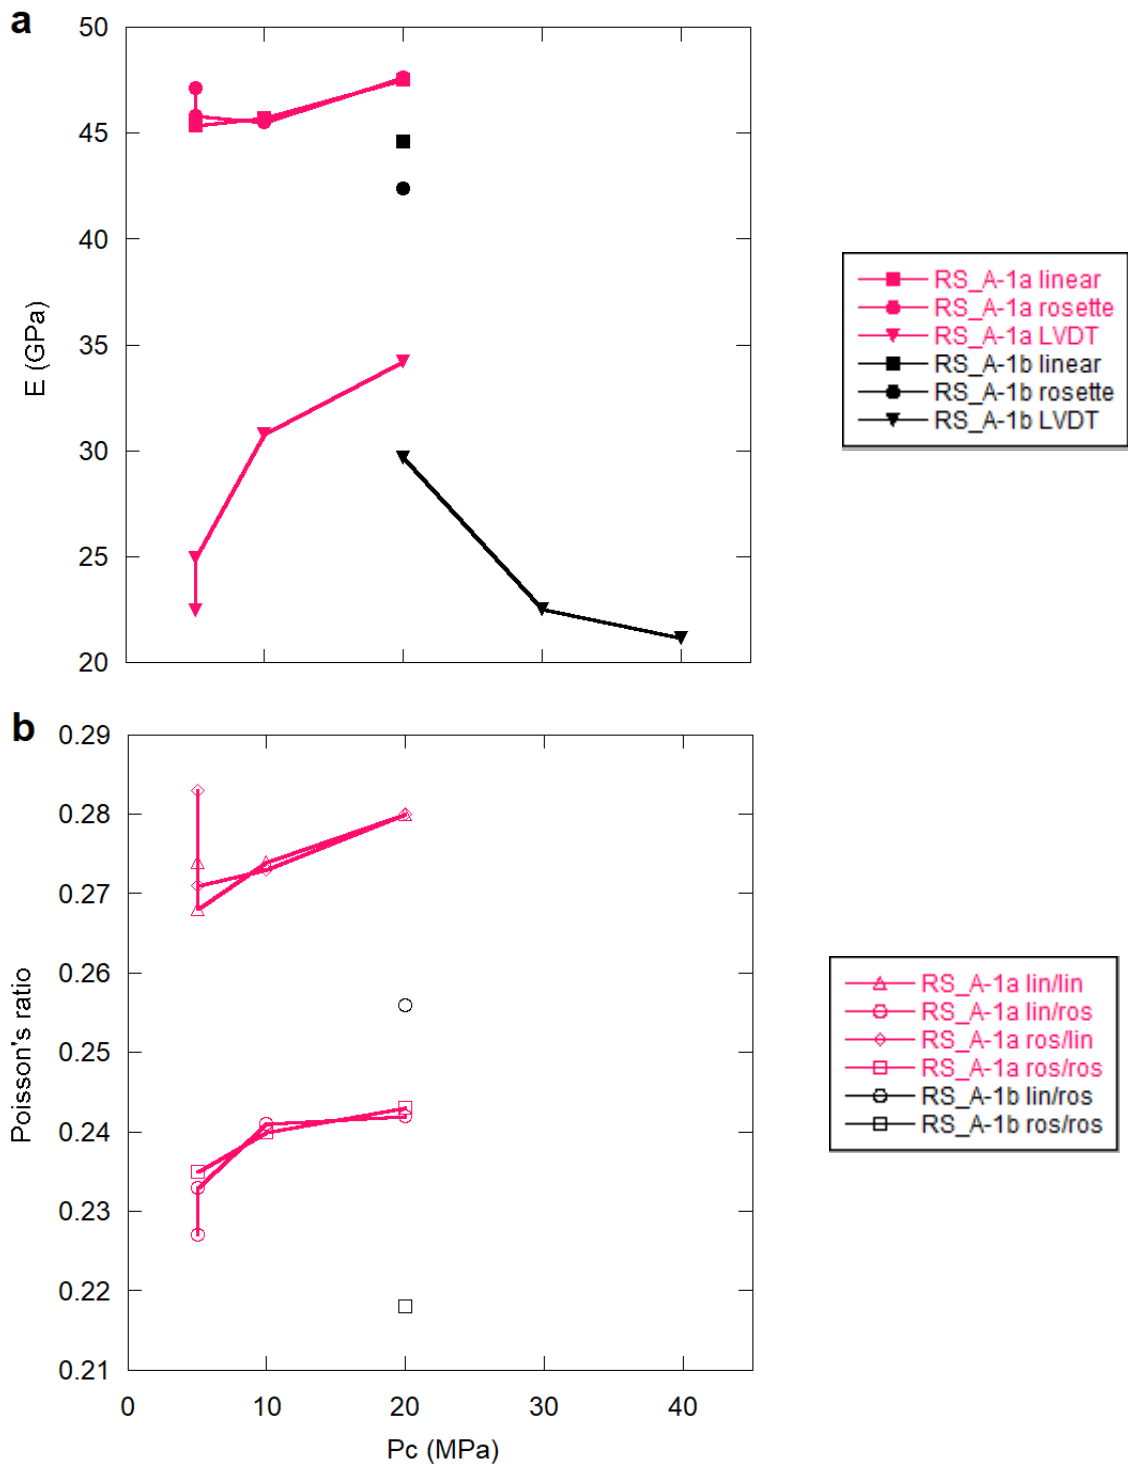 a
50
45
40
35
30
25
20
E (GPa)
RS_A-1a linear
RS_A-1a rosette
RS_A-1a LVDT
RS_A-1b linear
RS_A-1b rosette
RS_A-1b LVDT
b
0.29
0.28
0.27
0.26
0.25
0.24
0.23
0.22
0.21
Poisson's ratio
RS_A-1a lin/lin
RS_A-1a lin/ros
RS_A-1a ros/lin
RS_A-1a ros/ros
RS_A-1b lin/ros
RS_A-1b ros/ros
0 10 20 30 40
Pc (MPa)